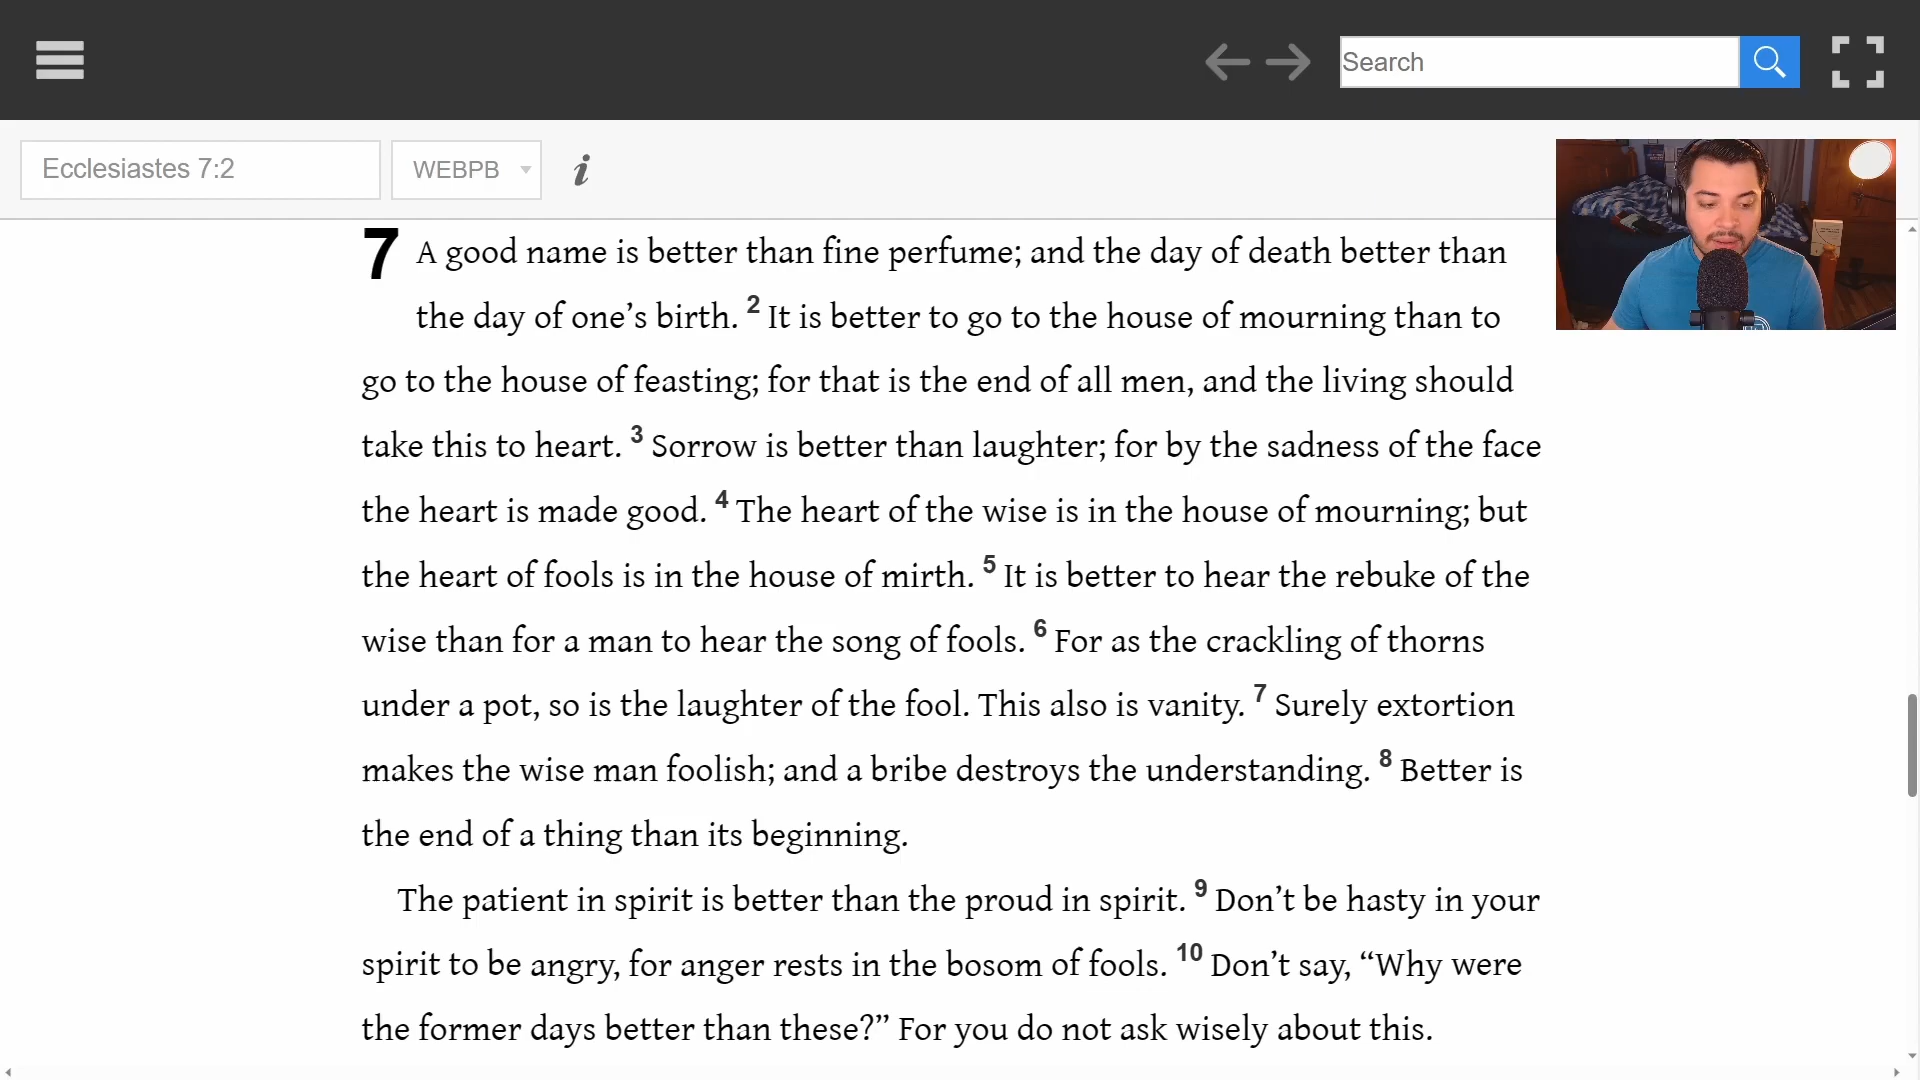 Search
Ecclesiastes 7:2
WEBPB
i
7 A good name is better than fine perfume; and the day of death better than
the day of one’s birth. 2 It is better to go to the house of mourning than to
go to the house of feasting; for that is the end of all men, and the living should
take this to heart. 3 Sorrow is better than laughter; for by the sadness of the face
the heart is made good. 4 The heart of the wise is in the house of mourning; but
the heart of fools is in the house of mirth. 5 It is better to hear the rebuke of the
wise than for a man to hear the song of fools. 6 For as the crackling of thorns
under a pot, so is the laughter of the fool. This also is vanity. 7 Surely extortion
makes the wise man foolish; and a bribe destroys the understanding. 8 Better is
the end of a thing than its beginning.
The patient in spirit is better than the proud in spirit. 9 Don’t be hasty in your
spirit to be angry, for anger rests in the bosom of fools. 10 Don’t say, “Why were
the former days better than these?” For you do not ask wisely about this.